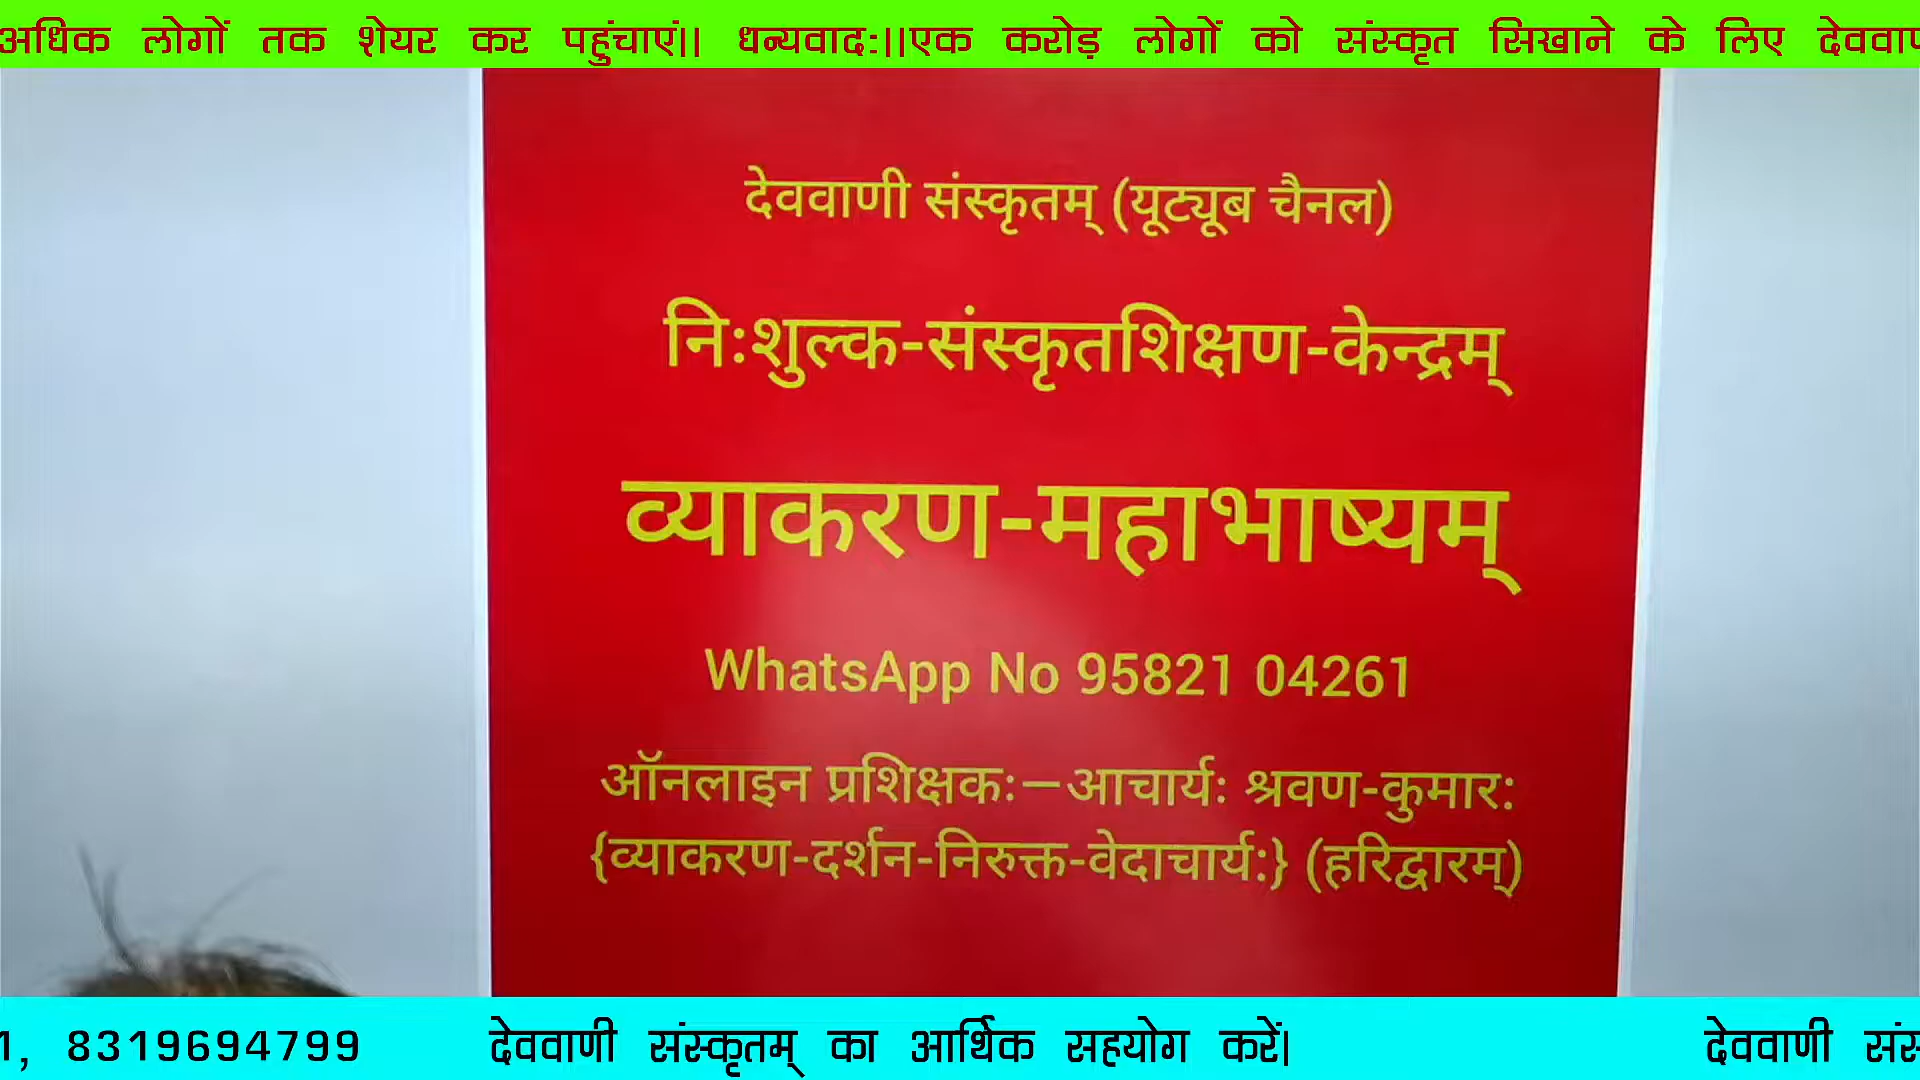 अधिक लोगों तक शेयर कर पहुंचाएं|| धन्यवादः||एक करोड़ लोगों को संस्कृत सिखाने के लिए
देववाणी संस्कृतम् (यूट्यूब चैनल)
निःशुल्क-संस्कृतशिक्षण-केन्द्रम्
व्याकरण-महाभाष्यम्
WhatsApp No 95821 04261
ऑनलाइन प्रशिक्षकः—आचार्यः श्रवण-कुमारः
{व्याकरण-दर्शन-निरुक्त-वेदाचार्यः} (हरिद्वारम्)
1, 8319694799 देववाणी संस्कृतम् का आर्थिक सहयोग करें| देववाणी